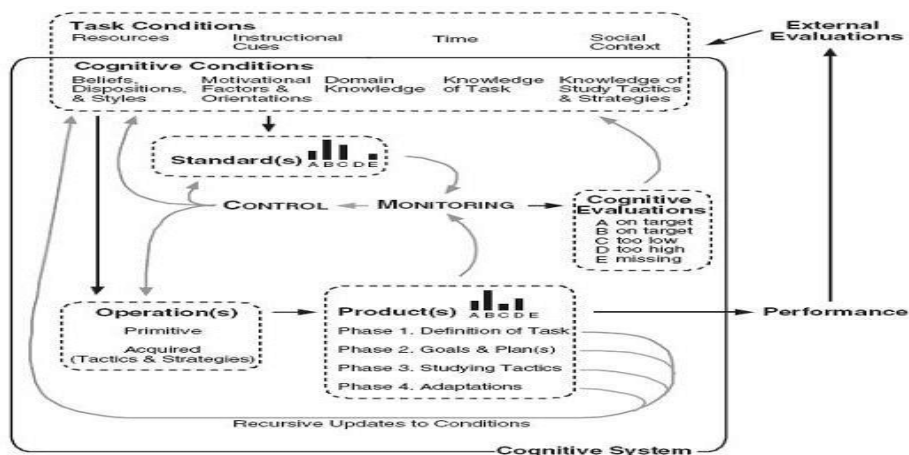 Task Conditions
Resources
Instructional
Cues
Time
Social
Context
External
Evaluations
Cognitive Conditions
Beliefs,
Dispositions,
& Styles
Motivational
Factors &
Orientations
Domain
Knowledge
Knowledge
of Task
Knowledge of
Study Tactics
& Strategies
Standard(s)
A B C D E
CONTROL
MONITORING
Cognitive
Evaluations
A on target
B on target
C too low
D too high
E missing
Operation(s)
Primitive
Acquired
(Tactics & Strategies)
Product(s)
A B C D E
Phase 1. Definition of Task
Phase 2. Goals & Plan(s)
Phase 3. Studying Tactics
Phase 4. Adaptations
Performance
Recursive Updates to Conditions
Cognitive System